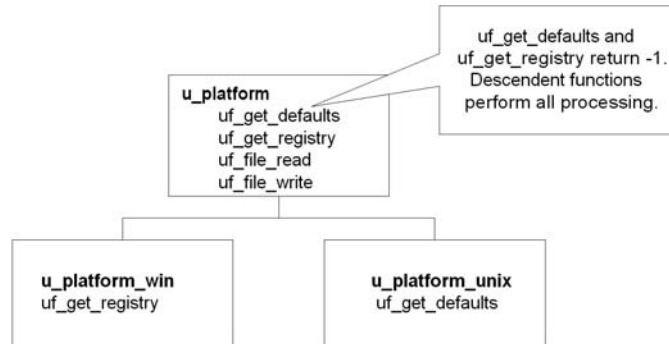 uf_get_defaults and
uf_get_registry return -1.
Descendent functions
perform all processing.
u_platform
uf_get_defaults
uf_get_registry
uf_file_read
uf_file_write
u_platform_win
uf_get_registry
u_platform_unix
uf_get_defaults